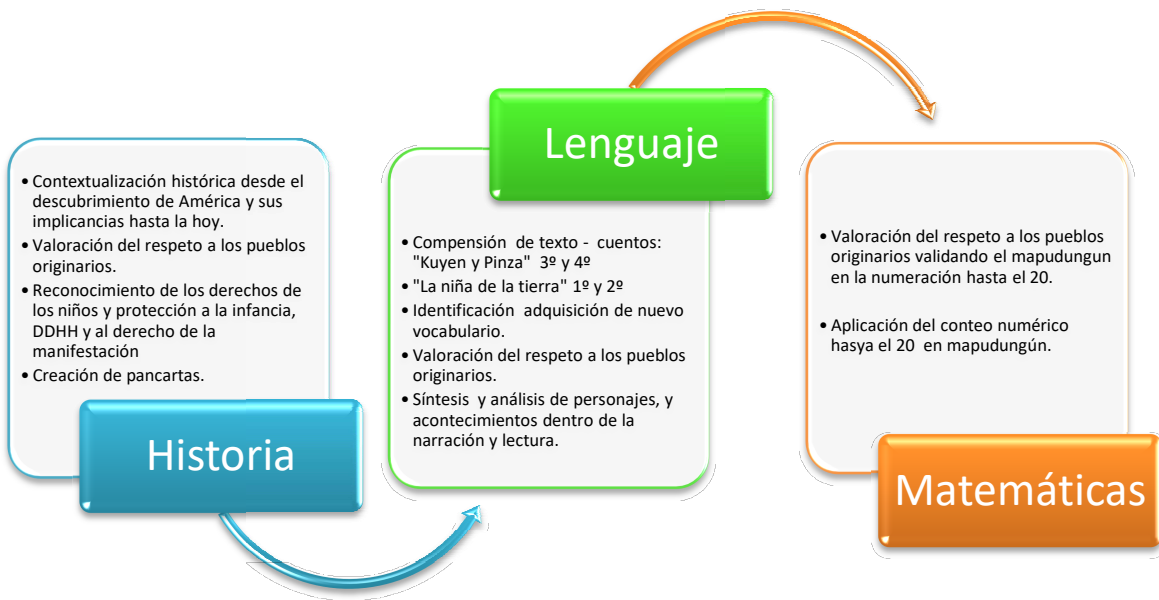 • Contextualización histórica desde el
descubrimiento de América y sus
implicancias hasta la hoy.
• Valoración del respeto a los pueblos
originarios.
• Reconocimiento de los derechos de
los niños y protección a la infancia,
DDHH y al derecho de la
manifestación
• Creación de pancartas.
Historia
Lenguaje
• Compensión de texto - cuentos:
"Kuyen y Pinza" 3º y 4º
• "La niña de la tierra" 1º y 2º
• Identificación adquisición de nuevo
vocabulario.
• Valoración del respeto a los pueblos
originarios.
• Síntesis y análisis de personajes, y
acontecimientos dentro de la
narración y lectura.
• Valoración del respeto a los pueblos
originarios validando el mapudungun
en la numeración hasta el 20.
• Aplicación del conteo numérico
hasya el 20 en mapudungún.
Matemáticas